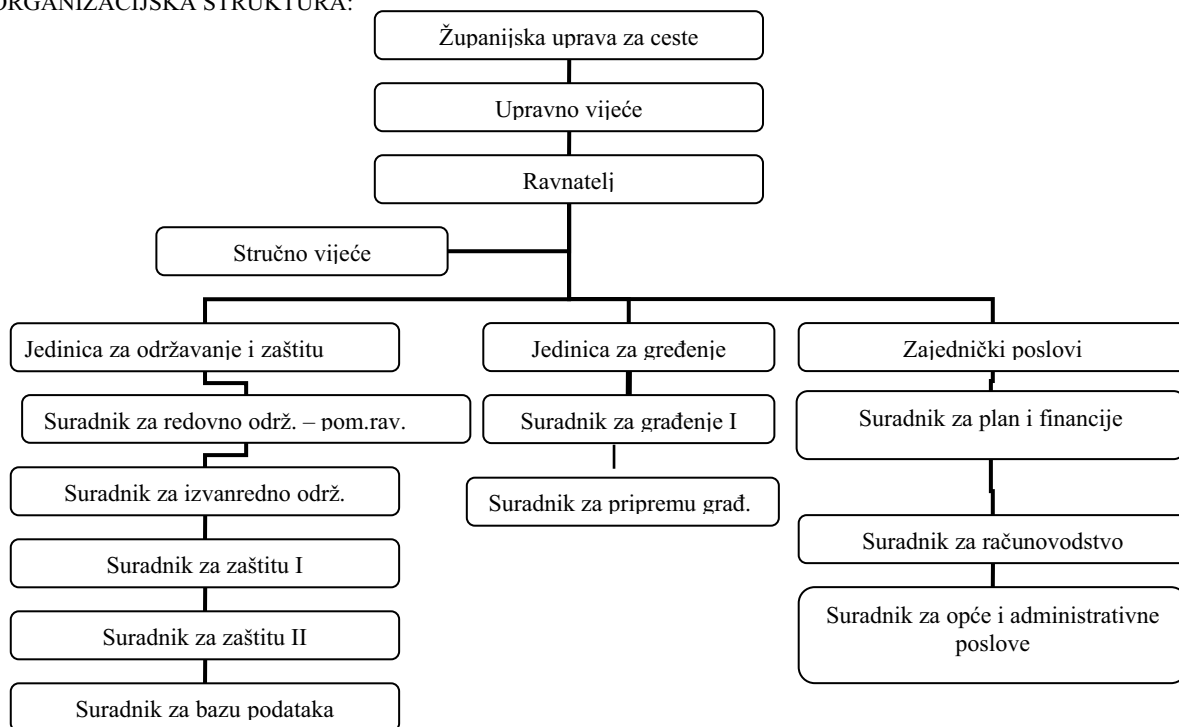 ORGANIZACIJSKA STRUKTURA:
Županijska uprava za ceste
Upravno vijeće
Ravnatelj
Stručno vijeće
Jedinica za održavanje i zaštitu
Suradnik za redovno održ. – pom.rav.
Suradnik za izvanredno održ.
Suradnik za zaštitu I
Suradnik za zaštitu II
Suradnik za bazu podataka
Jedinica za gređenje
Suradnik za građenje I
Suradnik za pripremu građ.
Zajednički poslovi
Suradnik za plan i financije
Suradnik za računovodstvo
Suradnik za opće i administrativne
poslove